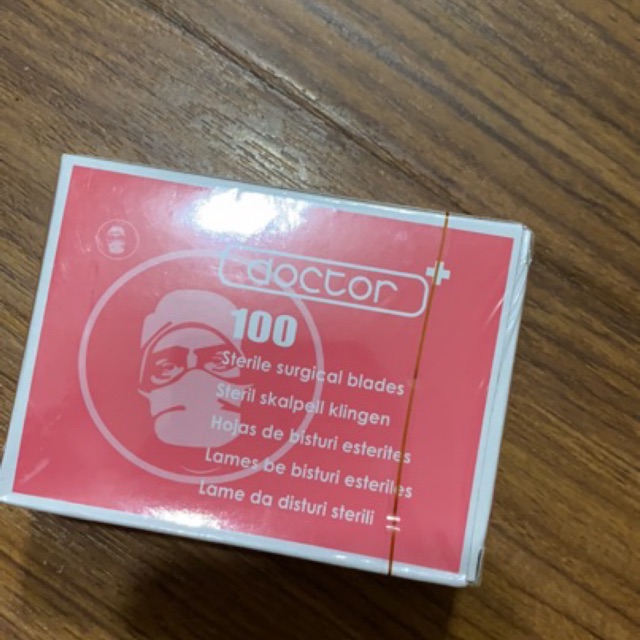 doctor
100
Sterile surgical blades
Steril skalpell klingen
Hojas de bisturi esterites
Lames be bisturi esteriles
Lame da disturi sterili